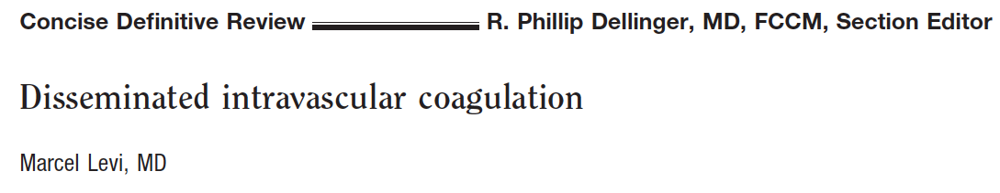 Concise Definitive Review R. Phillip Dellinger, MD, FCCM, Section Editor
Disseminated intravascular coagulation
Marcel Levi, MD